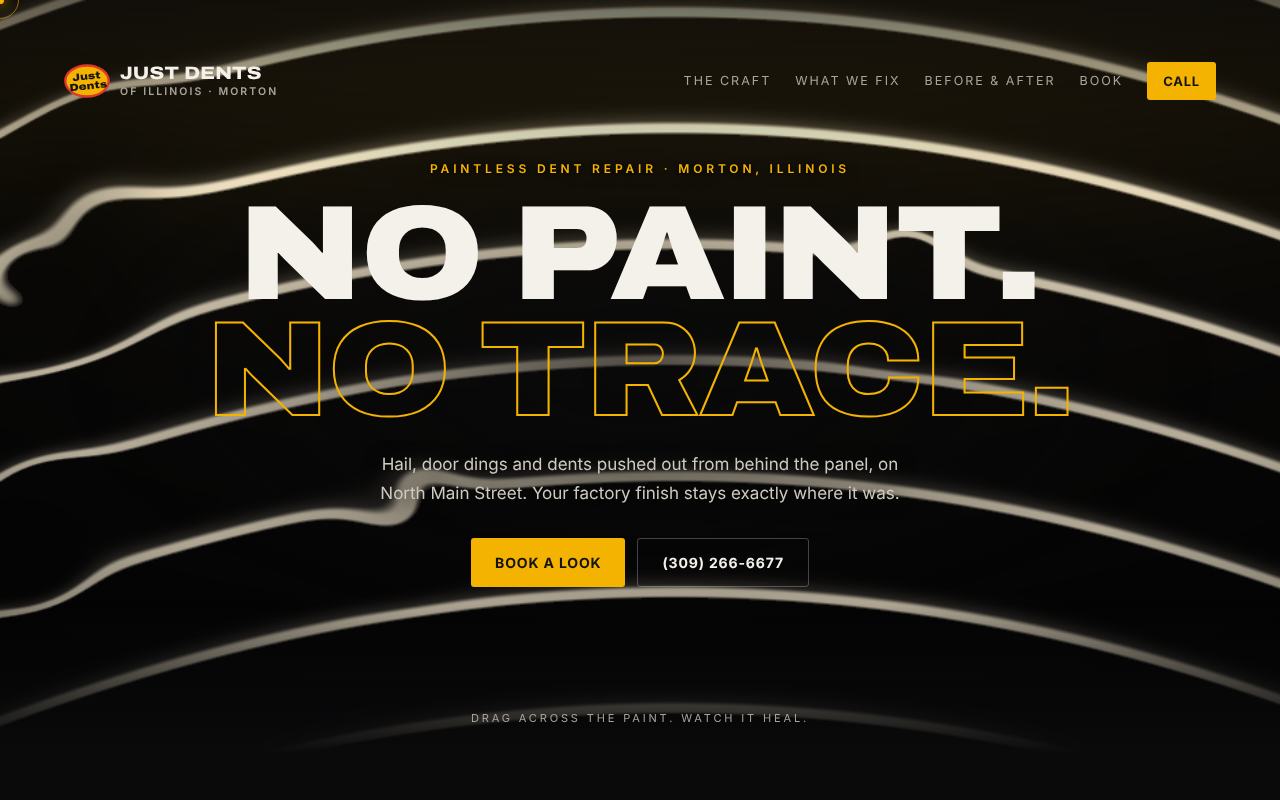 Just
Dents
JUST DENTS
OF ILLINOIS · MORTON
THE CRAFT
WHAT WE FIX
BEFORE & AFTER
BOOK
CALL
PAINTLESS DENT REPAIR · MORTON, ILLINOIS
NO PAINT.
NO TRACE.
Hail, door dings and dents pushed out from behind the panel, on
North Main Street. Your factory finish stays exactly where it was.
BOOK A LOOK
(309) 266-6677
DRAG ACROSS THE PAINT. WATCH IT HEAL.